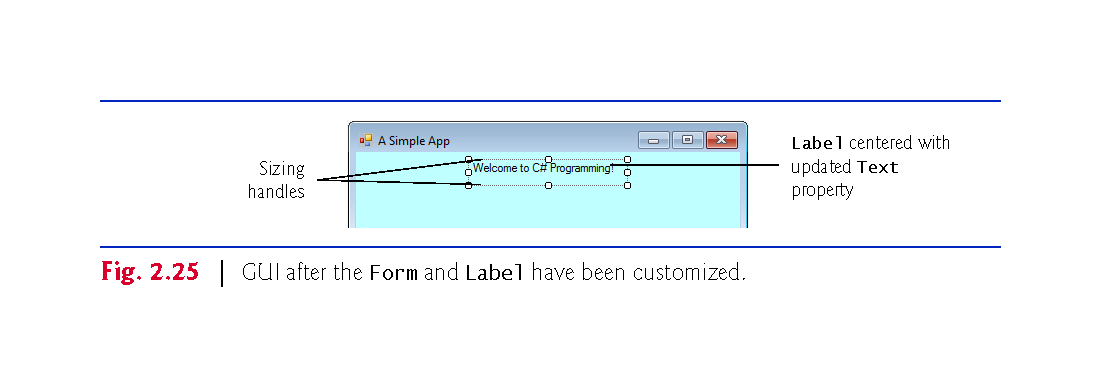 A Simple App
Sizing
handles
Welcome to C# Programming!
Label centered with
updated Text
property
Fig. 2.25 | GUI after the Form and Label have been customized.